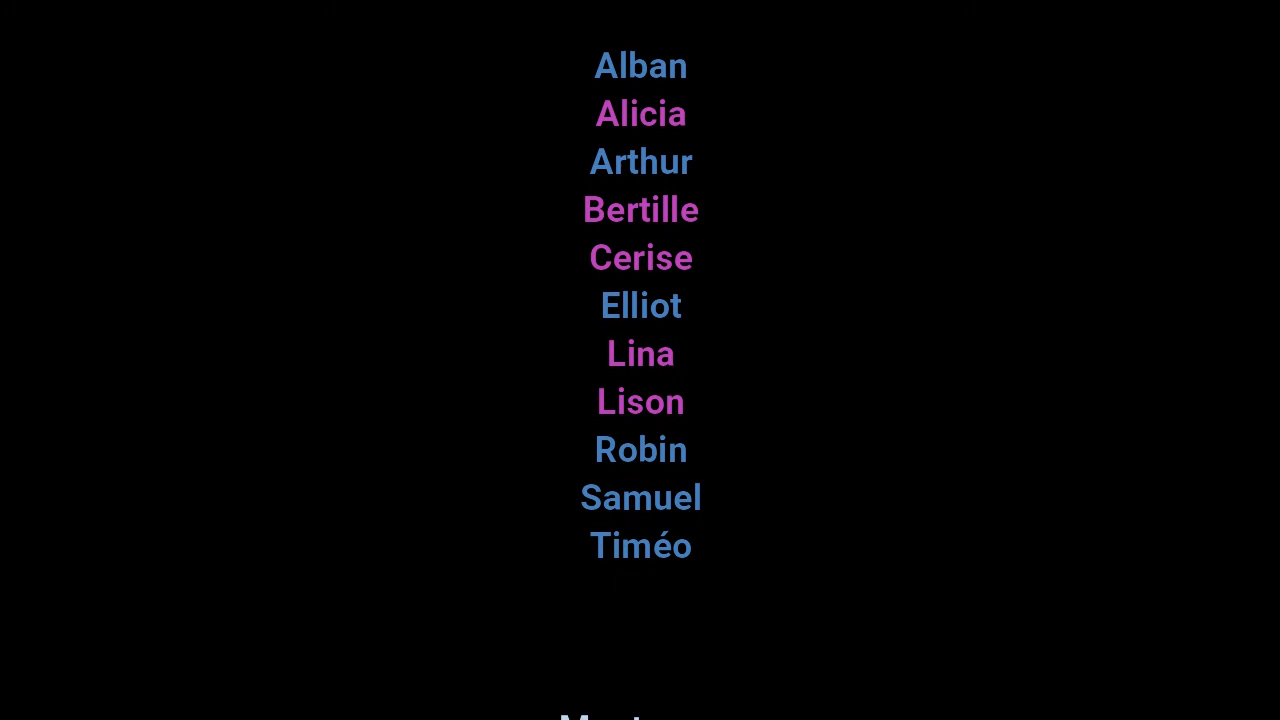 Alban
Alicia
Arthur
Bertille
Cerise
Elliot
Lina
Lison
Robin
Samuel
Timéo